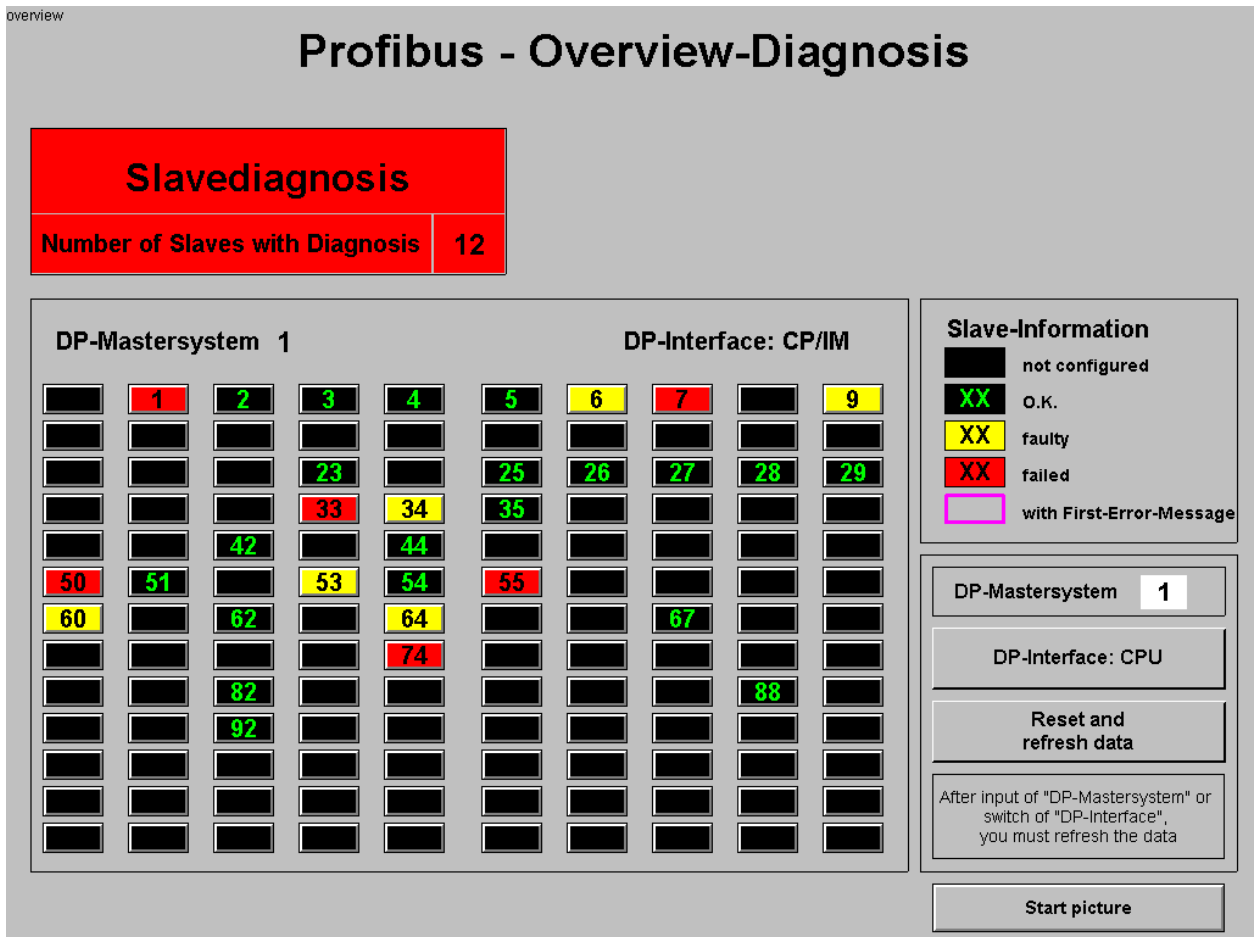 overview
Profibus - Overview-Diagnosis
Slavediagnosis
Number of Slaves with Diagnosis 12
DP-Mastersystem 1 DP-Interface: CP/IM
1 2 3 4 5 6 7 9
23 25 26 27 28 29
33 34 35
42 44
50 51 53 54 55
60 62 64 67
74
82 88
92
Slave-Information
not configured
XX O.K.
XX faulty
XX failed
with First-Error-Message
DP-Mastersystem 1
DP-Interface: CPU
Reset and
refresh data
After input of "DP-Mastersystem" or
switch of "DP-Interface",
you must refresh the data
Start picture